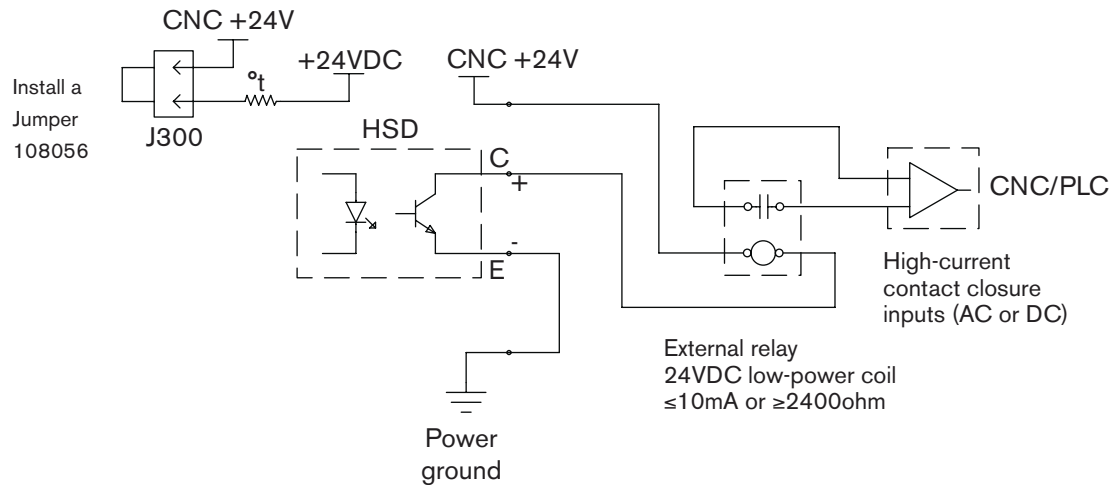 CNC +24V
+24VDC
CNC +24V
Install a
Jumper
108056
°t
J300
HSD
C
+
-
E
CNC/PLC
High-current
contact closure
inputs (AC or DC)
External relay
24VDC low-power coil
≤10mA or ≥2400ohm
Power
ground